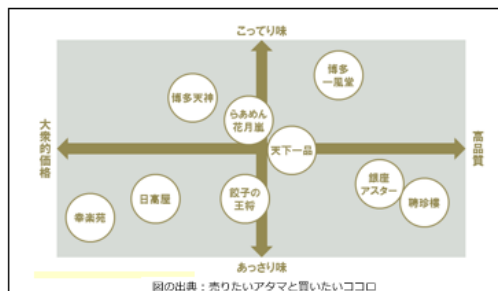 こってり味
博多
一風堂
博多天神
らあめん
花月嵐
大衆的価格
天下一品
高品質
銀座
アスター
聘珍樓
餃子の
王将
日高屋
幸楽苑
あっさり味
図の出典:売りたいアタマと買いたいココロ